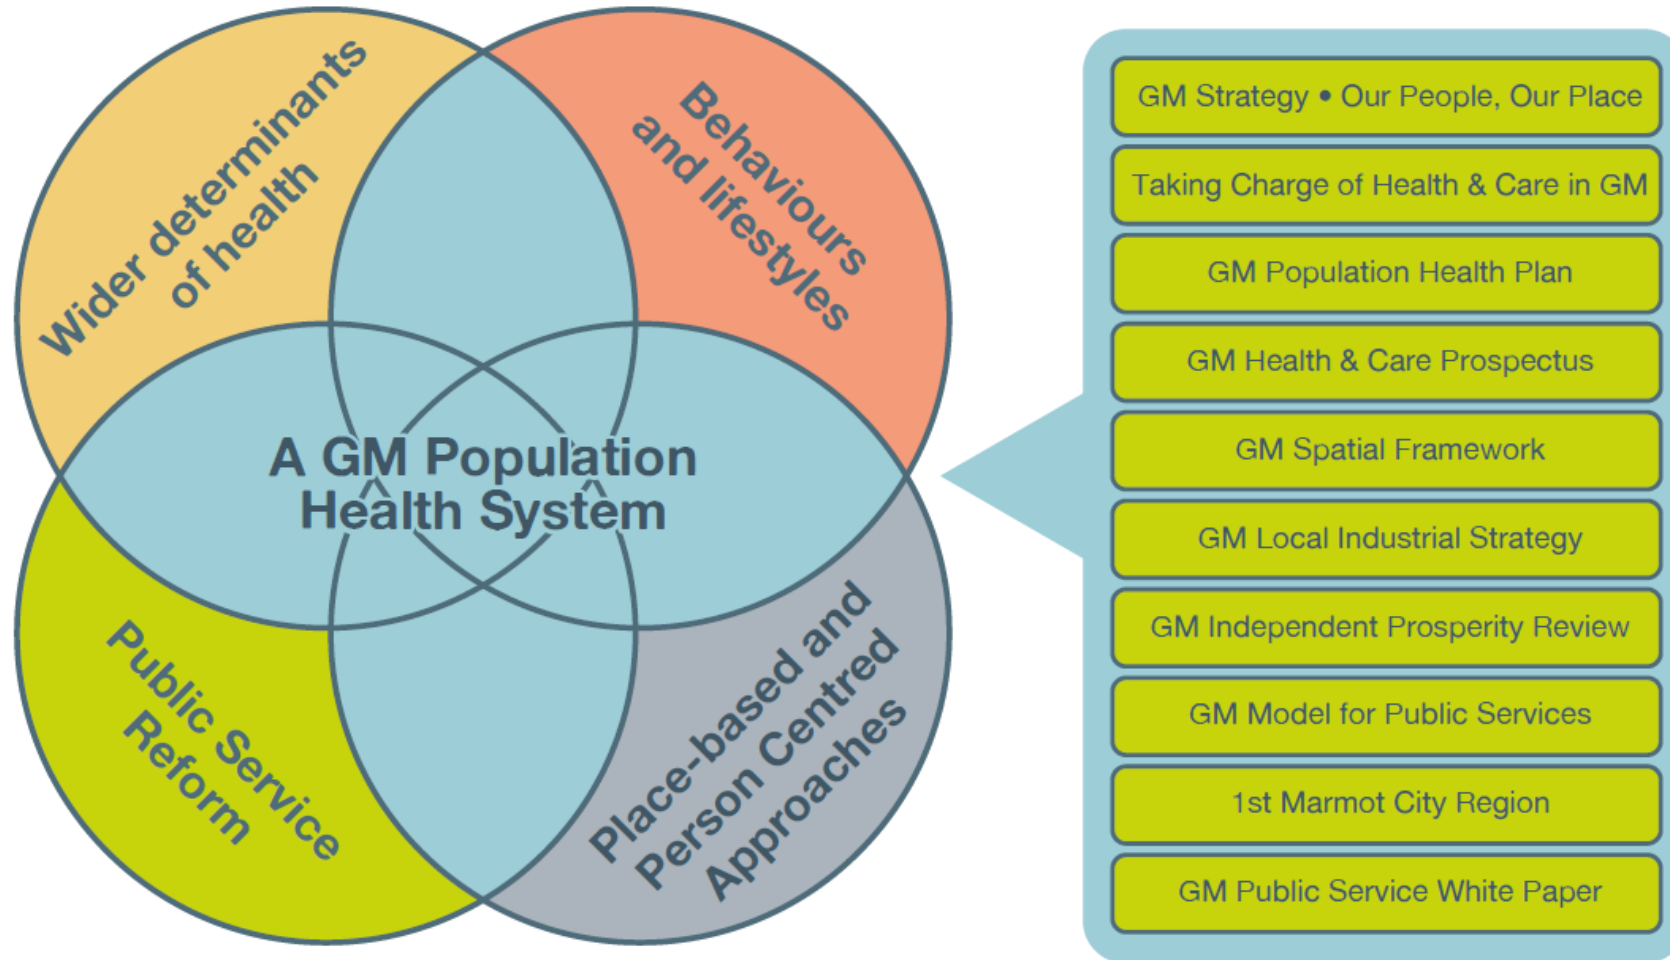 Wider determinants
of health
Behaviours
and lifestyles
A GM Population
Health System
Public Service
Reform
Place-based and
Person Centred
Approaches
GM Strategy • Our People, Our Place
Taking Charge of Health & Care in GM
GM Population Health Plan
GM Health & Care Prospectus
GM Spatial Framework
GM Local Industrial Strategy
GM Independent Prosperity Review
GM Model for Public Services
1st Marmot City Region
GM Public Service White Paper